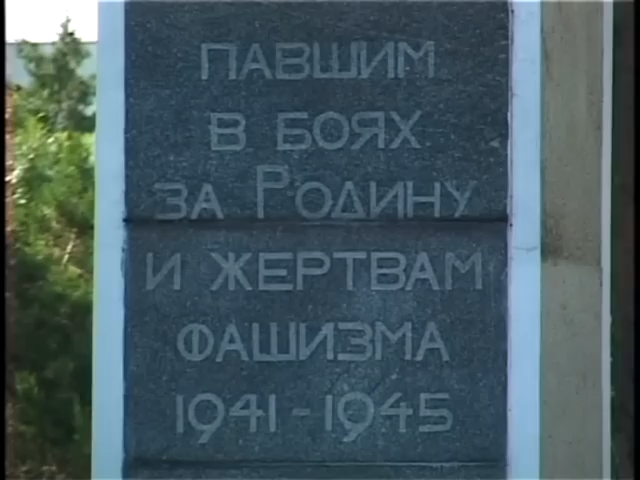 ПАВШИМ
В БОЯХ
ЗА РОДИНУ
И ЖЕРТВАМ
ФАШИЗМА
1941-1945